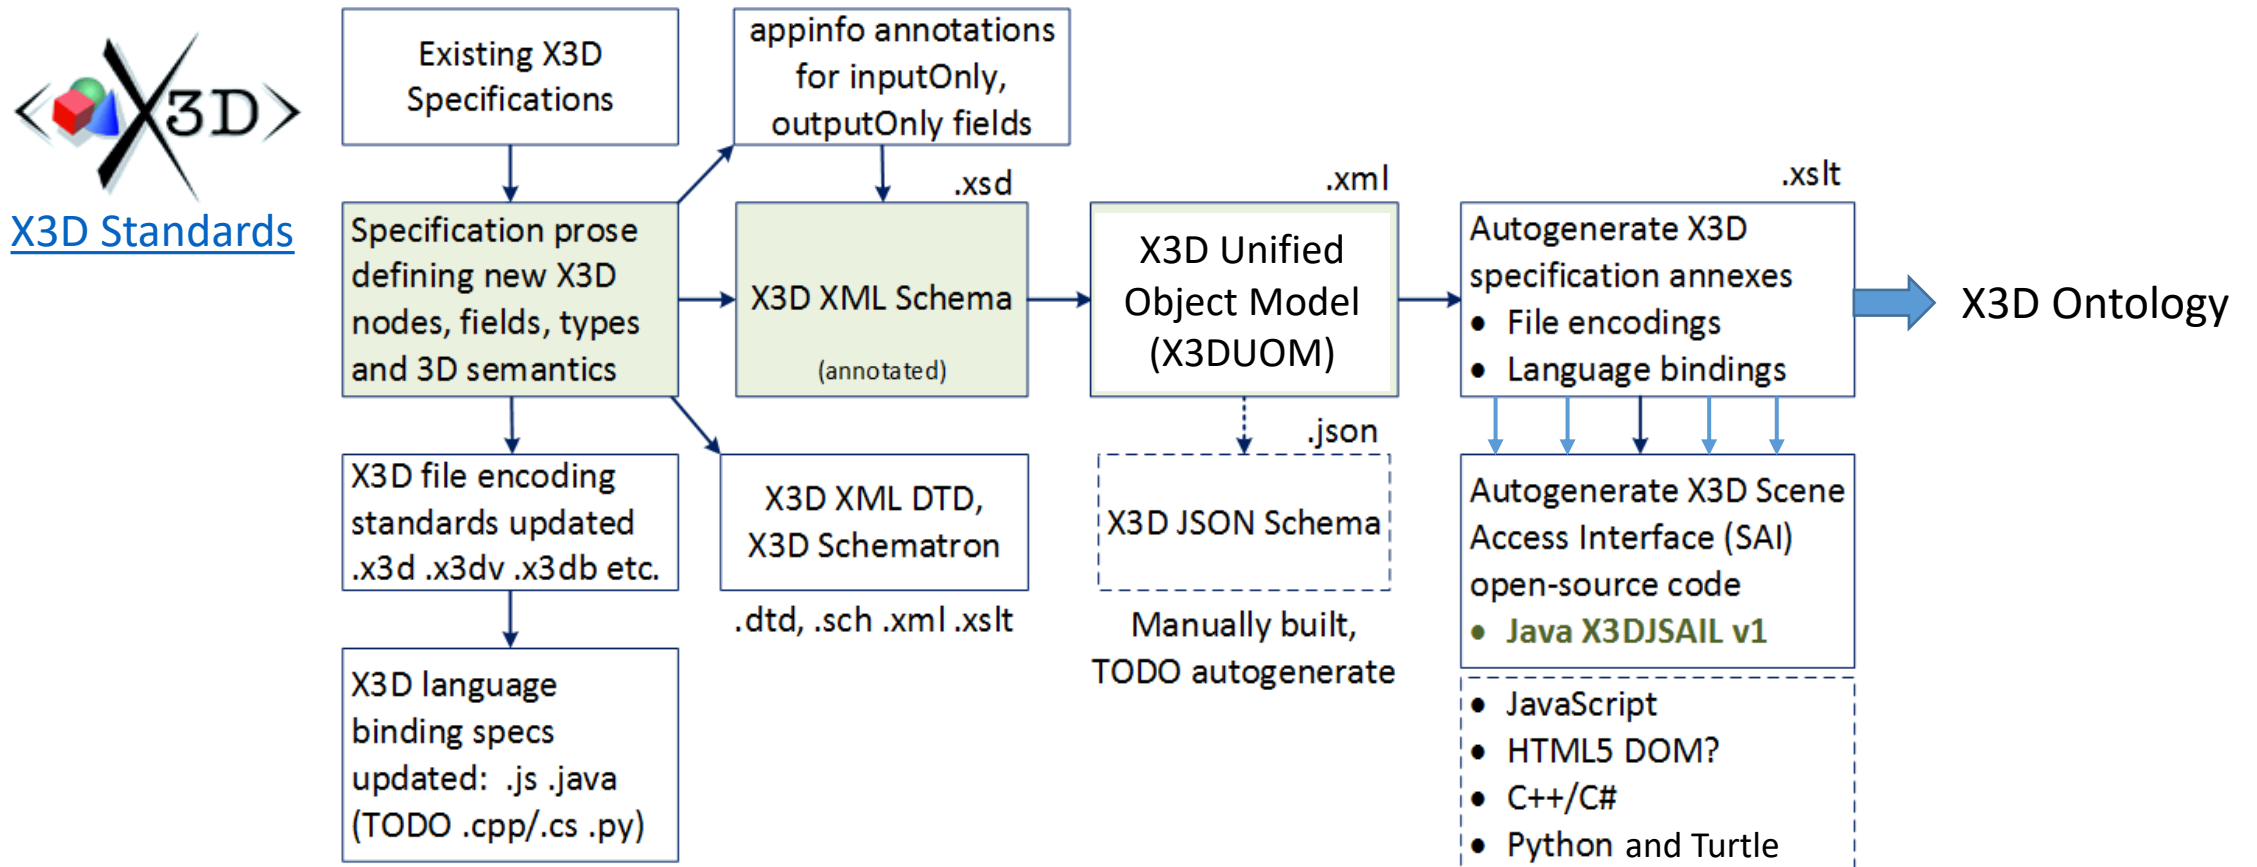 <X3D>
X3D Standards
Existing X3D
Specifications
appinfo annotations
for inputOnly,
outputOnly fields
.xsd
.xml
.xslt
Specification prose
defining new X3D
nodes, fields, types
and 3D semantics
X3D XML Schema
(annotated)
X3D Unified
Object Model
(X3DUOM)
Autogenerate X3D
specification annexes
• File encodings
• Language bindings
X3D Ontology
.json
X3D file encoding
standards updated
.x3d .x3dv .x3db etc.
X3D XML DTD,
X3D Schematron
.dtd, .sch .xml .xslt
X3D JSON Schema
Manually built,
TODO autogenerate
Autogenerate X3D Scene
Access Interface (SAI)
open-source code
• Java X3DJSAIL v1
X3D language
binding specs
updated: .js .java
(TODO .cpp/.cs .py)
• JavaScript
• HTML5 DOM?
• C++/C#
• Python and Turtle